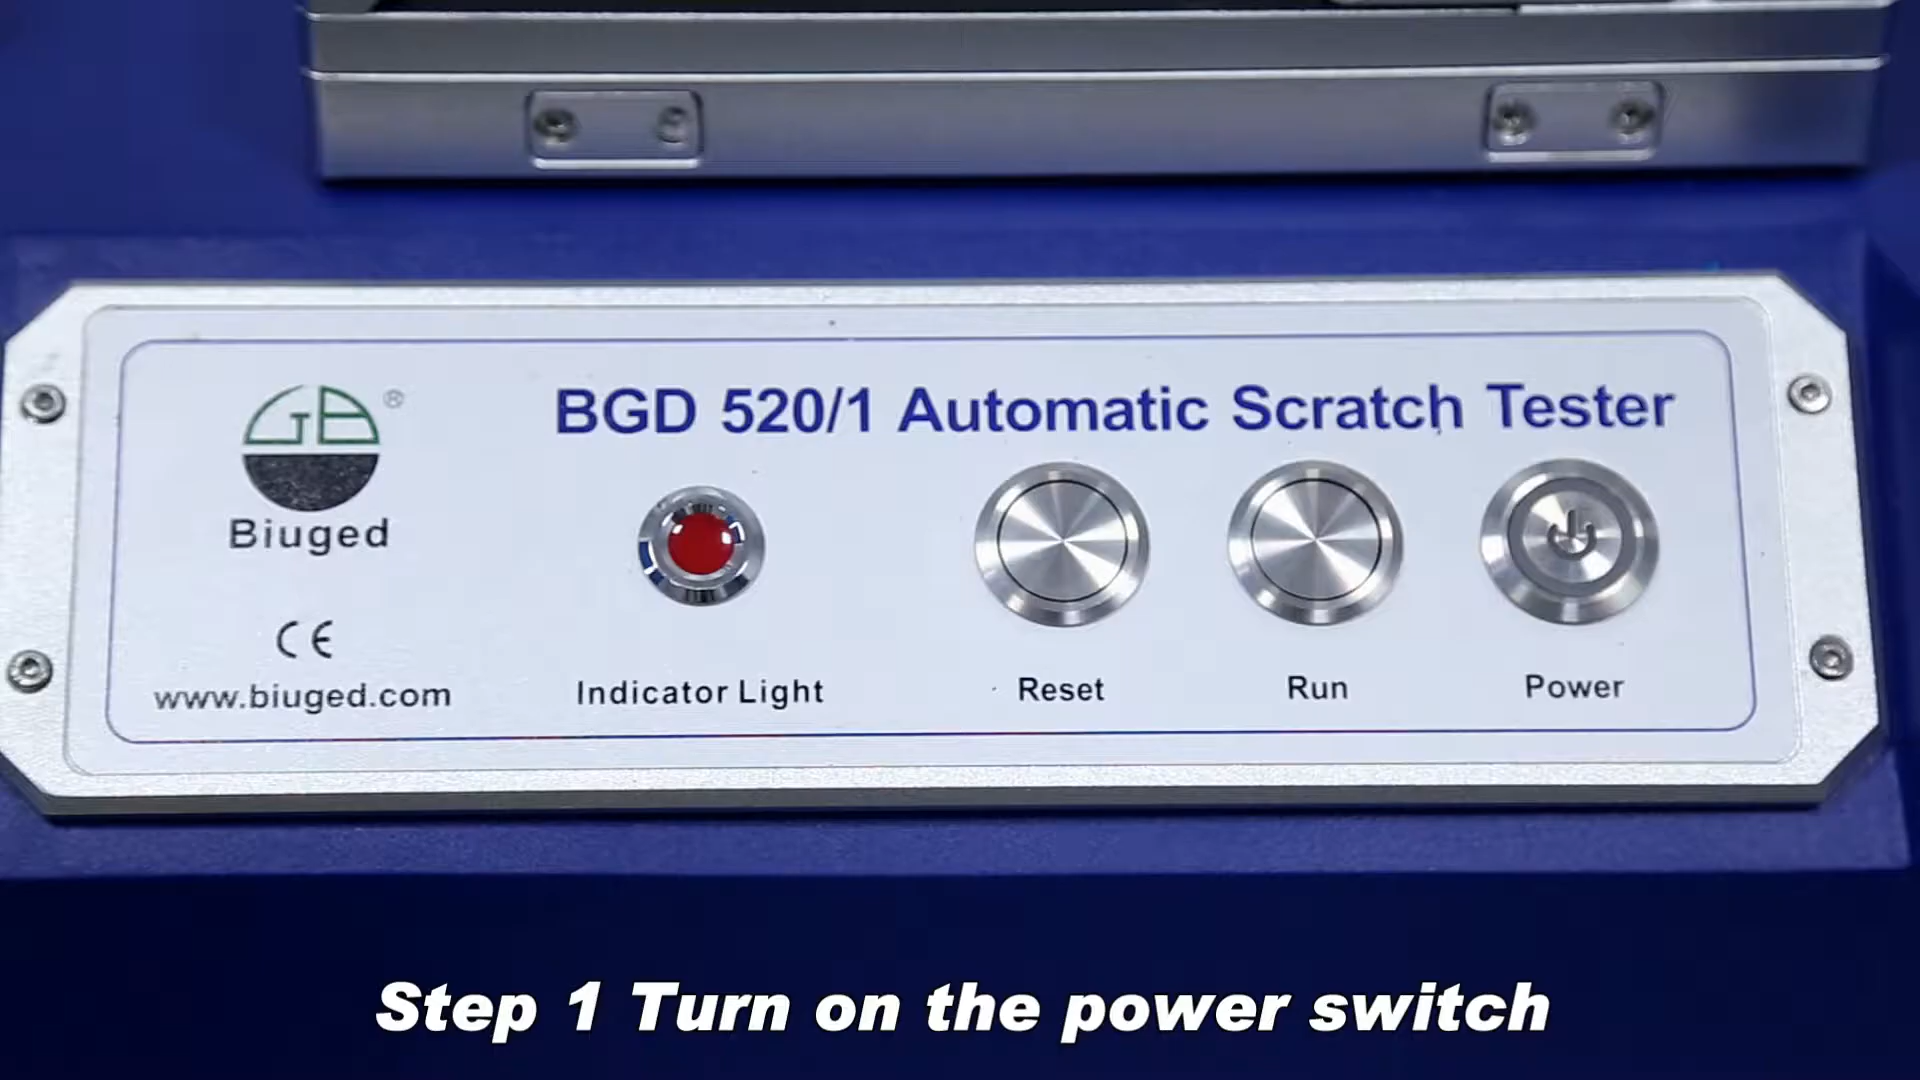 BGD 520/1 Automatic Scratch Tester
GB®
Biuged
CE
www.biuged.com
Indicator Light
Reset
Run
Power
Step 1 Turn on the power switch